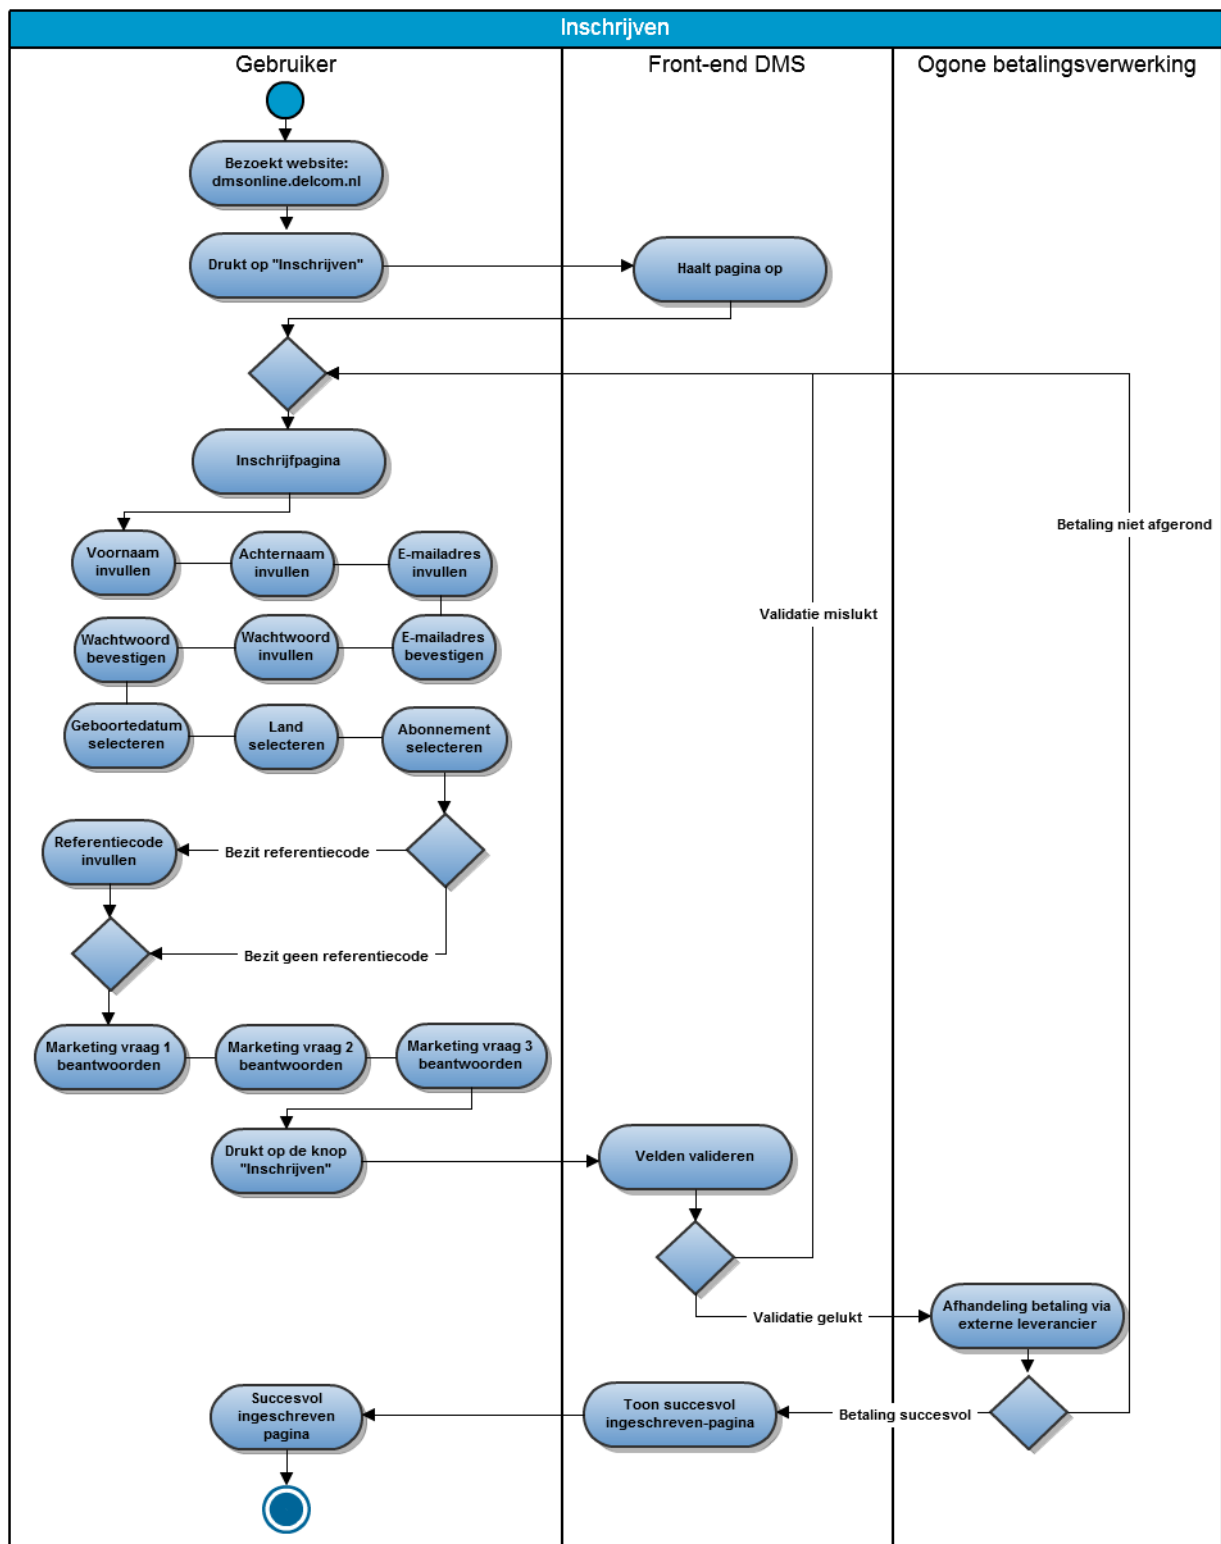 Inschrijven
Gebruiker
Front-end DMS
Ogone betalingsverwerking
Bezoekt website:
dmsonline.delcom.nl
Drukt op "Inschrijven"
Haalt pagina op
Inschrijfpagina
Betaling niet afgerond
Voornaam
invullen
Achternaam
invullen
E-mailadres
invullen
Validatie mislukt
Wachtwoord
bevestigen
Wachtwoord
invullen
E-mailadres
bevestigen
Geboortedatum
selecteren
Land
selecteren
Abonnement
selecteren
Referentiecode
invullen
Bezit referentiecode
Bezit geen referentiecode
Marketing vraag 1
beantwoorden
Marketing vraag 2
beantwoorden
Marketing vraag 3
beantwoorden
Drukt op de knop
"Inschrijven"
Velden valideren
Validatie gelukt
Afhandeling betaling via
externe leverancier
Succesvol
ingeschreven
pagina
Toon succesvol
ingeschreven-pagina
Betaling succesvol